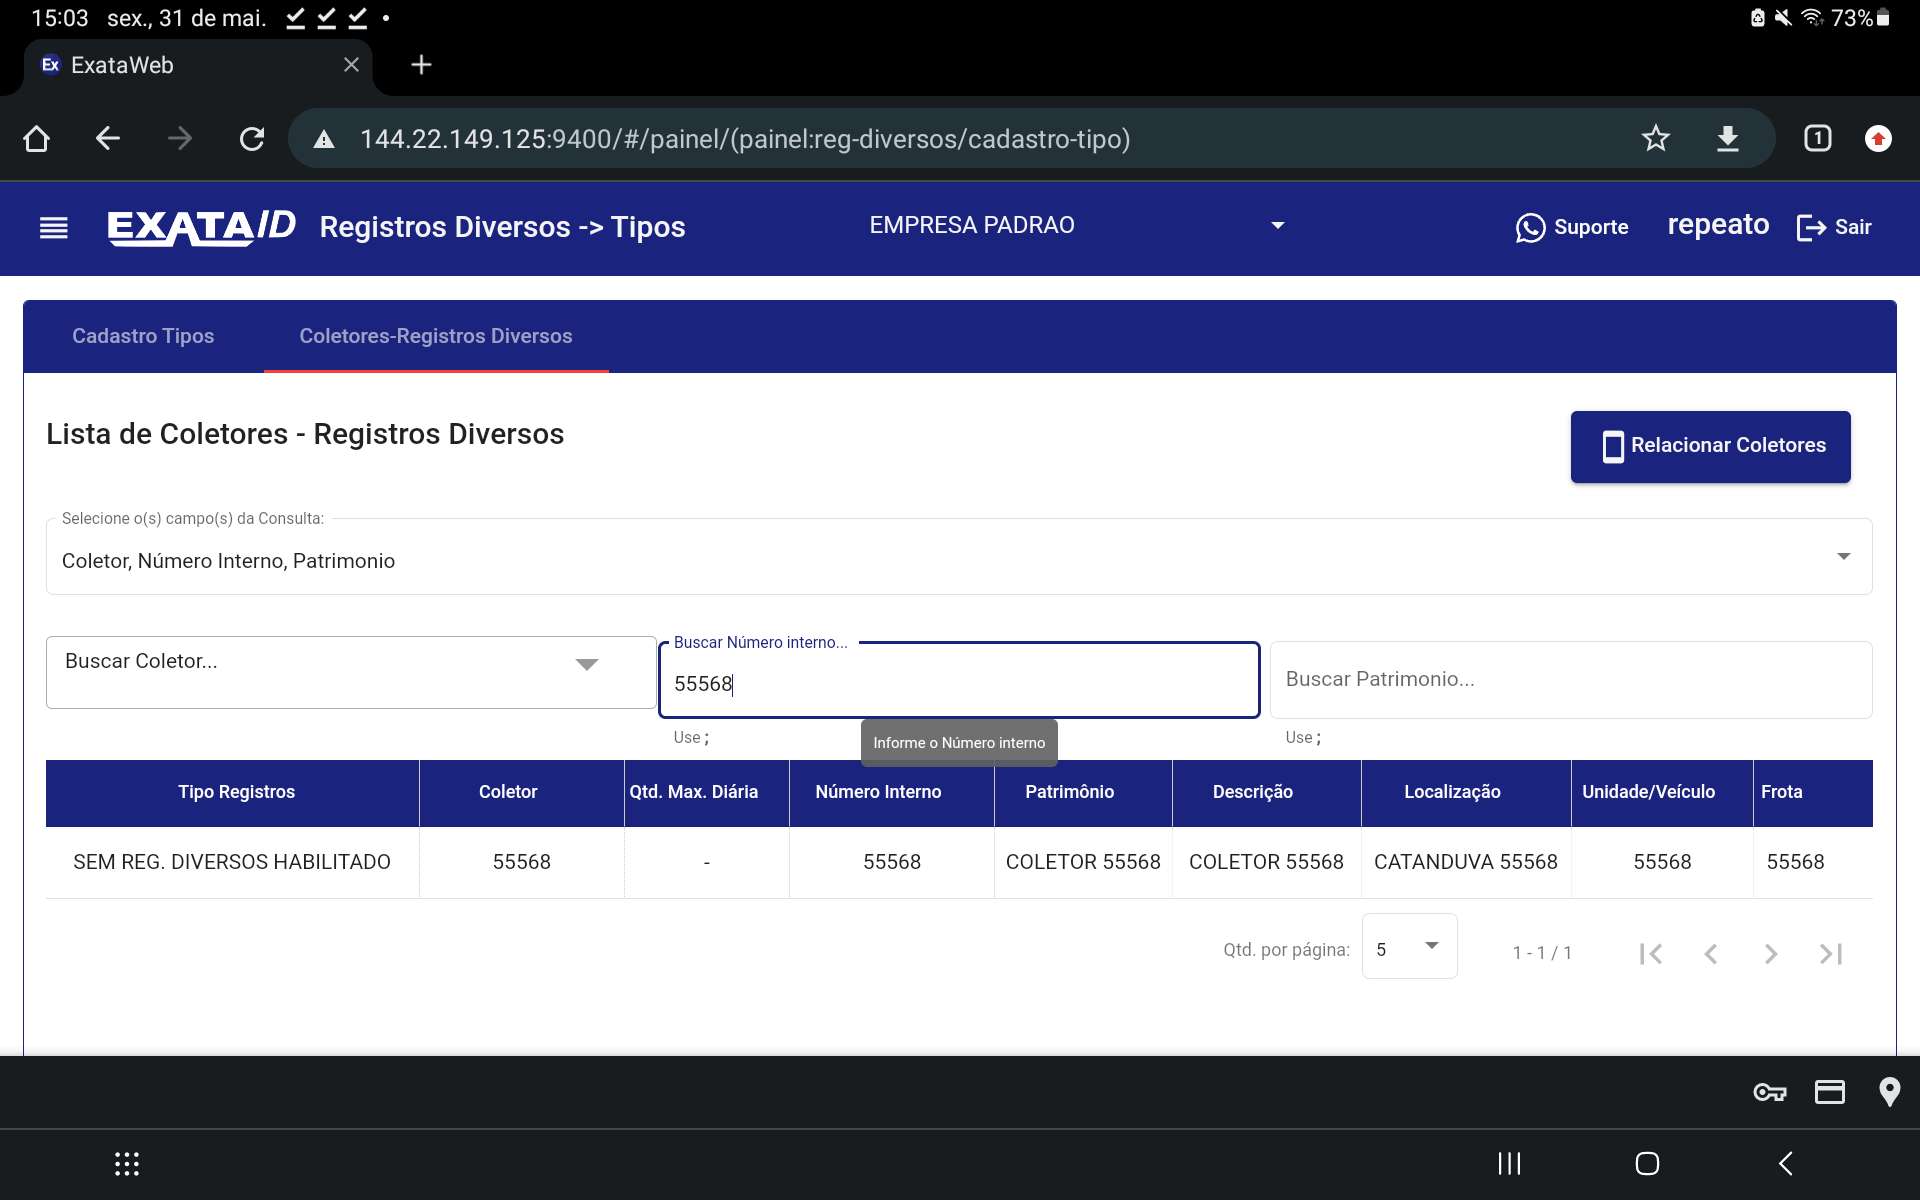 15:03 sex., 31 de mai. 73%
Ex ExataWeb
144.22.149.125:9400/#/painel/(painel:reg-diversos/cadastro-tipo) 1
EXATAID Registros Diversos -> Tipos EMPRESA PADRAO Suporte repeato Sair
Cadastro Tipos Coletores-Registros Diversos
Lista de Coletores - Registros Diversos Relacionar Coletores
Selecione o(s) campo(s) da Consulta:
Coletor, Número Interno, Patrimonio
Buscar Número interno...
Buscar Coletor... 55568 Buscar Patrimonio...
Use ; Informe o Número interno Use ;
Tipo Registros Coletor Qtd. Max. Diária Número Interno Patrimônio Descrição Localização Unidade/Veículo Frota
SEM REG. DIVERSOS HABILITADO 55568 - 55568 COLETOR 55568 COLETOR 55568 CATANDUVA 55568 55568 55568
Qtd. por página: 5 1 - 1 / 1